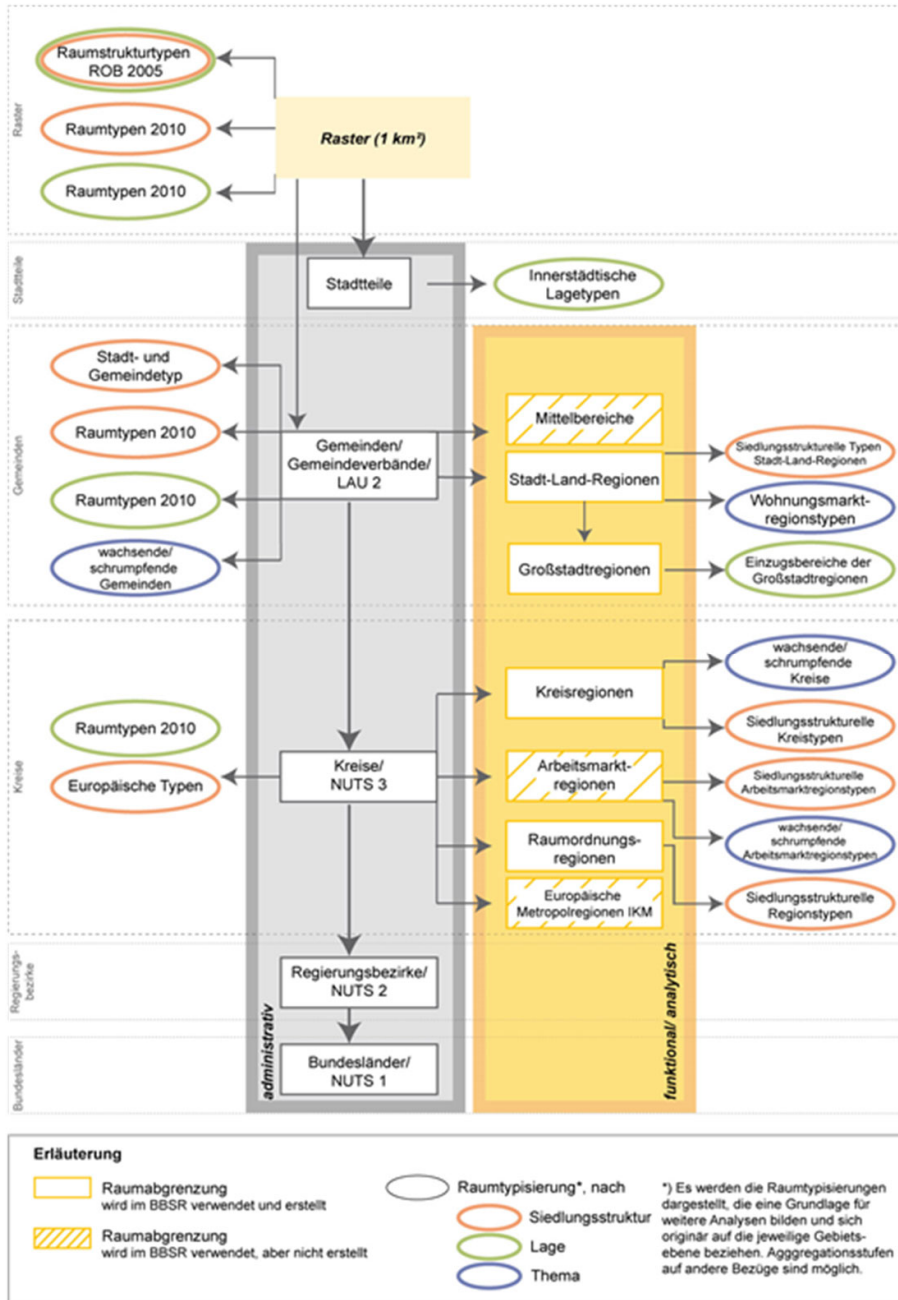 Raster
Raumstrukturtypen
ROB 2005
Raumtypen 2010
Raumtypen 2010
Raster (1 km²)
Stadtteile
Stadtteile
Innerstädtische
Lagetypen
Gemeinden
Stadt- und
Gemeindetyp
Raumtypen 2010
Raumtypen 2010
wachsende/
schrumpfende
Gemeinden
Gemeinden/
Gemeindeverbände/
LAU 2
Mittelbereiche
Stadt-Land-Regionen
Großstadtregionen
Siedlungsstrukturelle Typen
Stadt-Land-Regionen
Wohnungsmarkt-
regionstypen
Einzugsbereiche der
Großstadtregionen
Kreise
Raumtypen 2010
Europäische Typen
Kreise/
NUTS 3
Kreisregionen
Arbeitsmarkt-
regionen
Raumordnungs-
regionen
Europäische
Metropolregionen IKM
wachsende/
schrumpfende
Kreise
Siedlungsstrukturelle
Kreistypen
Siedlungsstrukturelle
Arbeitsmarktregionstypen
wachsende/
schrumpfende
Arbeitsmarktregionstypen
Siedlungsstrukturelle
Regionstypen
Regierungs-
bezirke
Regierungsbezirke/
NUTS 2
Bundesländer
Bundesländer/
NUTS 1
administrativ
funktional/ analytisch
Erläuterung
Raumabgrenzung
wird im BBSR verwendet und erstellt
Raumabgrenzung
wird im BBSR verwendet, aber nicht erstellt
Raumtypisierung*, nach
Siedlungsstruktur
Lage
Thema
*) Es werden die Raumtypisierungen
dargestellt, die eine Grundlage für
weitere Analysen bilden und sich
originär auf die jeweilige Gebiets-
ebene beziehen. Agggregationsstufen
auf andere Bezüge sind möglich.